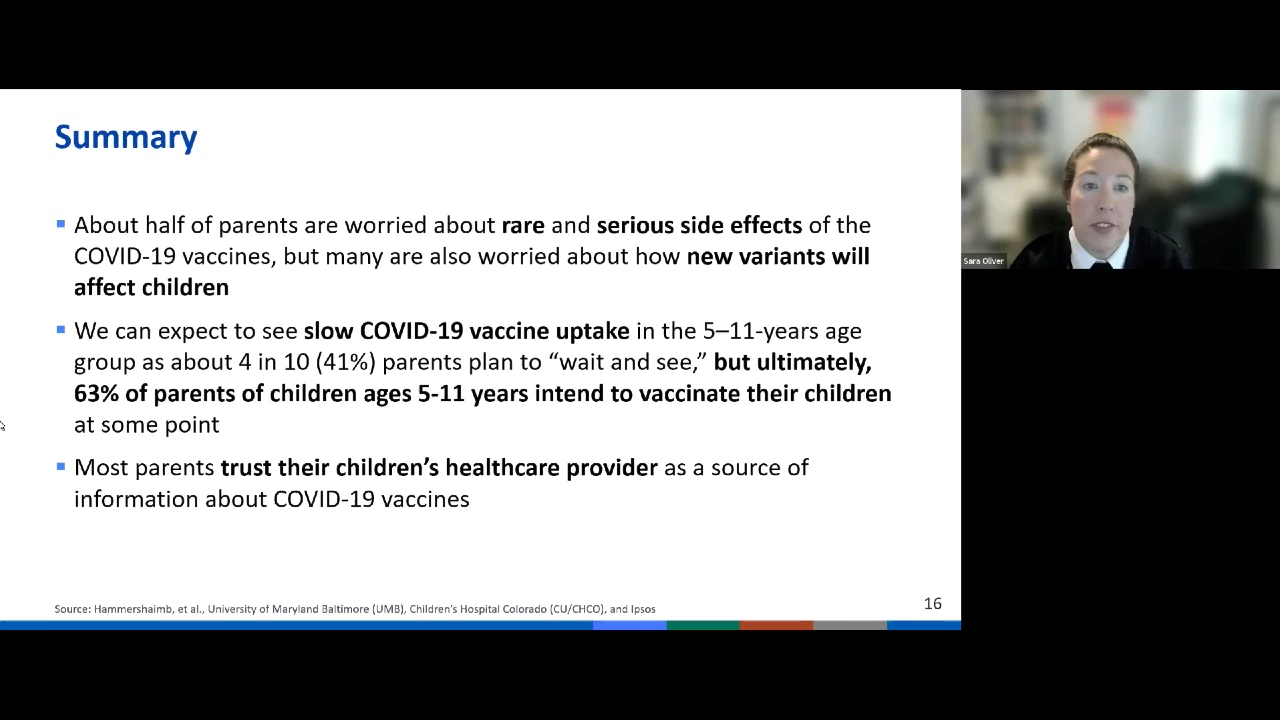 Summary
About half of parents are worried about rare and serious side effects of the
COVID-19 vaccines, but many are also worried about how new variants will
affect children
We can expect to see slow COVID-19 vaccine uptake in the 5–11-years age
group as about 4 in 10 (41%) parents plan to “wait and see,” but ultimately,
63% of parents of children ages 5-11 years intend to vaccinate their children
at some point
Most parents trust their children’s healthcare provider as a source of
information about COVID-19 vaccines
Source: Hammershaimb, et al., University of Maryland Baltimore (UMB), Children’s Hospital Colorado (CU/CHCO), and Ipsos
16
Sara Oliver